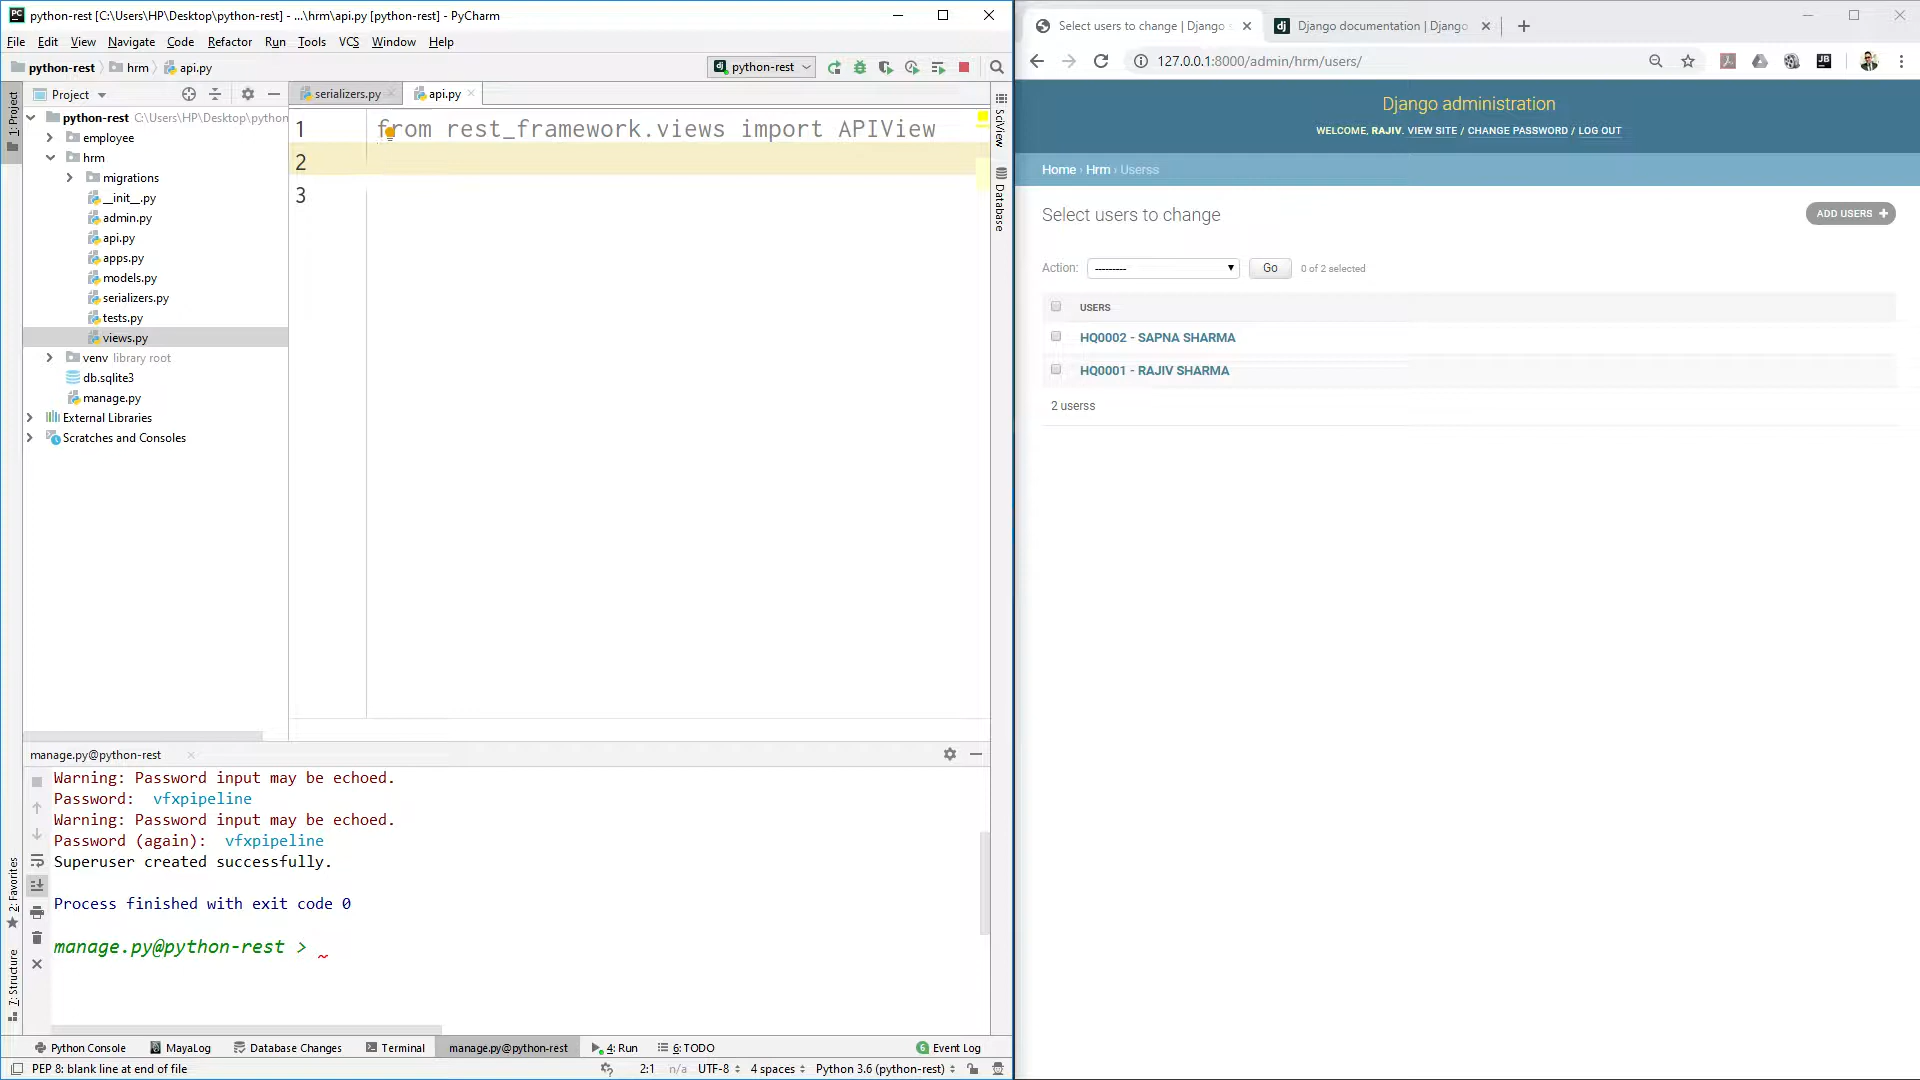 python-rest [C:\Users\HP\Desktop\python-rest] - ...\hrm\api.py [python-rest] - PyCharm
File Edit View Navigate Code Refactor Run Tools VCS Window Help
python-rest hrm api.py
python-rest
1: Project
Project
python-rest C:\Users\HP\Desktop\python
employee
hrm
migrations
__init__.py
admin.py
api.py
apps.py
models.py
serializers.py
tests.py
views.py
venv library root
db.sqlite3
manage.py
External Libraries
Scratches and Consoles
serializers.py api.py
1 from rest_framework.views import APIView
2
3
SciView
Database
manage.py@python-rest
Warning: Password input may be echoed.
Password: vfxpipeline
Warning: Password input may be echoed.
Password (again): vfxpipeline
Superuser created successfully.
Process finished with exit code 0
manage.py@python-rest >
2: Favorites
7: Structure
Python Console MayaLog Database Changes Terminal manage.py@python-rest 4: Run 6: TODO 6 Event Log
PEP 8: blank line at end of file 2:1 n/a UTF-8 4 spaces Python 3.6 (python-rest)
Select users to change | Django Django documentation | Django
127.0.0.1:8000/admin/hrm/users/
Django administration
WELCOME, RAJIV. VIEW SITE / CHANGE PASSWORD / LOG OUT
Home › Hrm › Userss
Select users to change
ADD USERS
Action: --------- Go 0 of 2 selected
USERS
HQ0002 - SAPNA SHARMA
HQ0001 - RAJIV SHARMA
2 userss